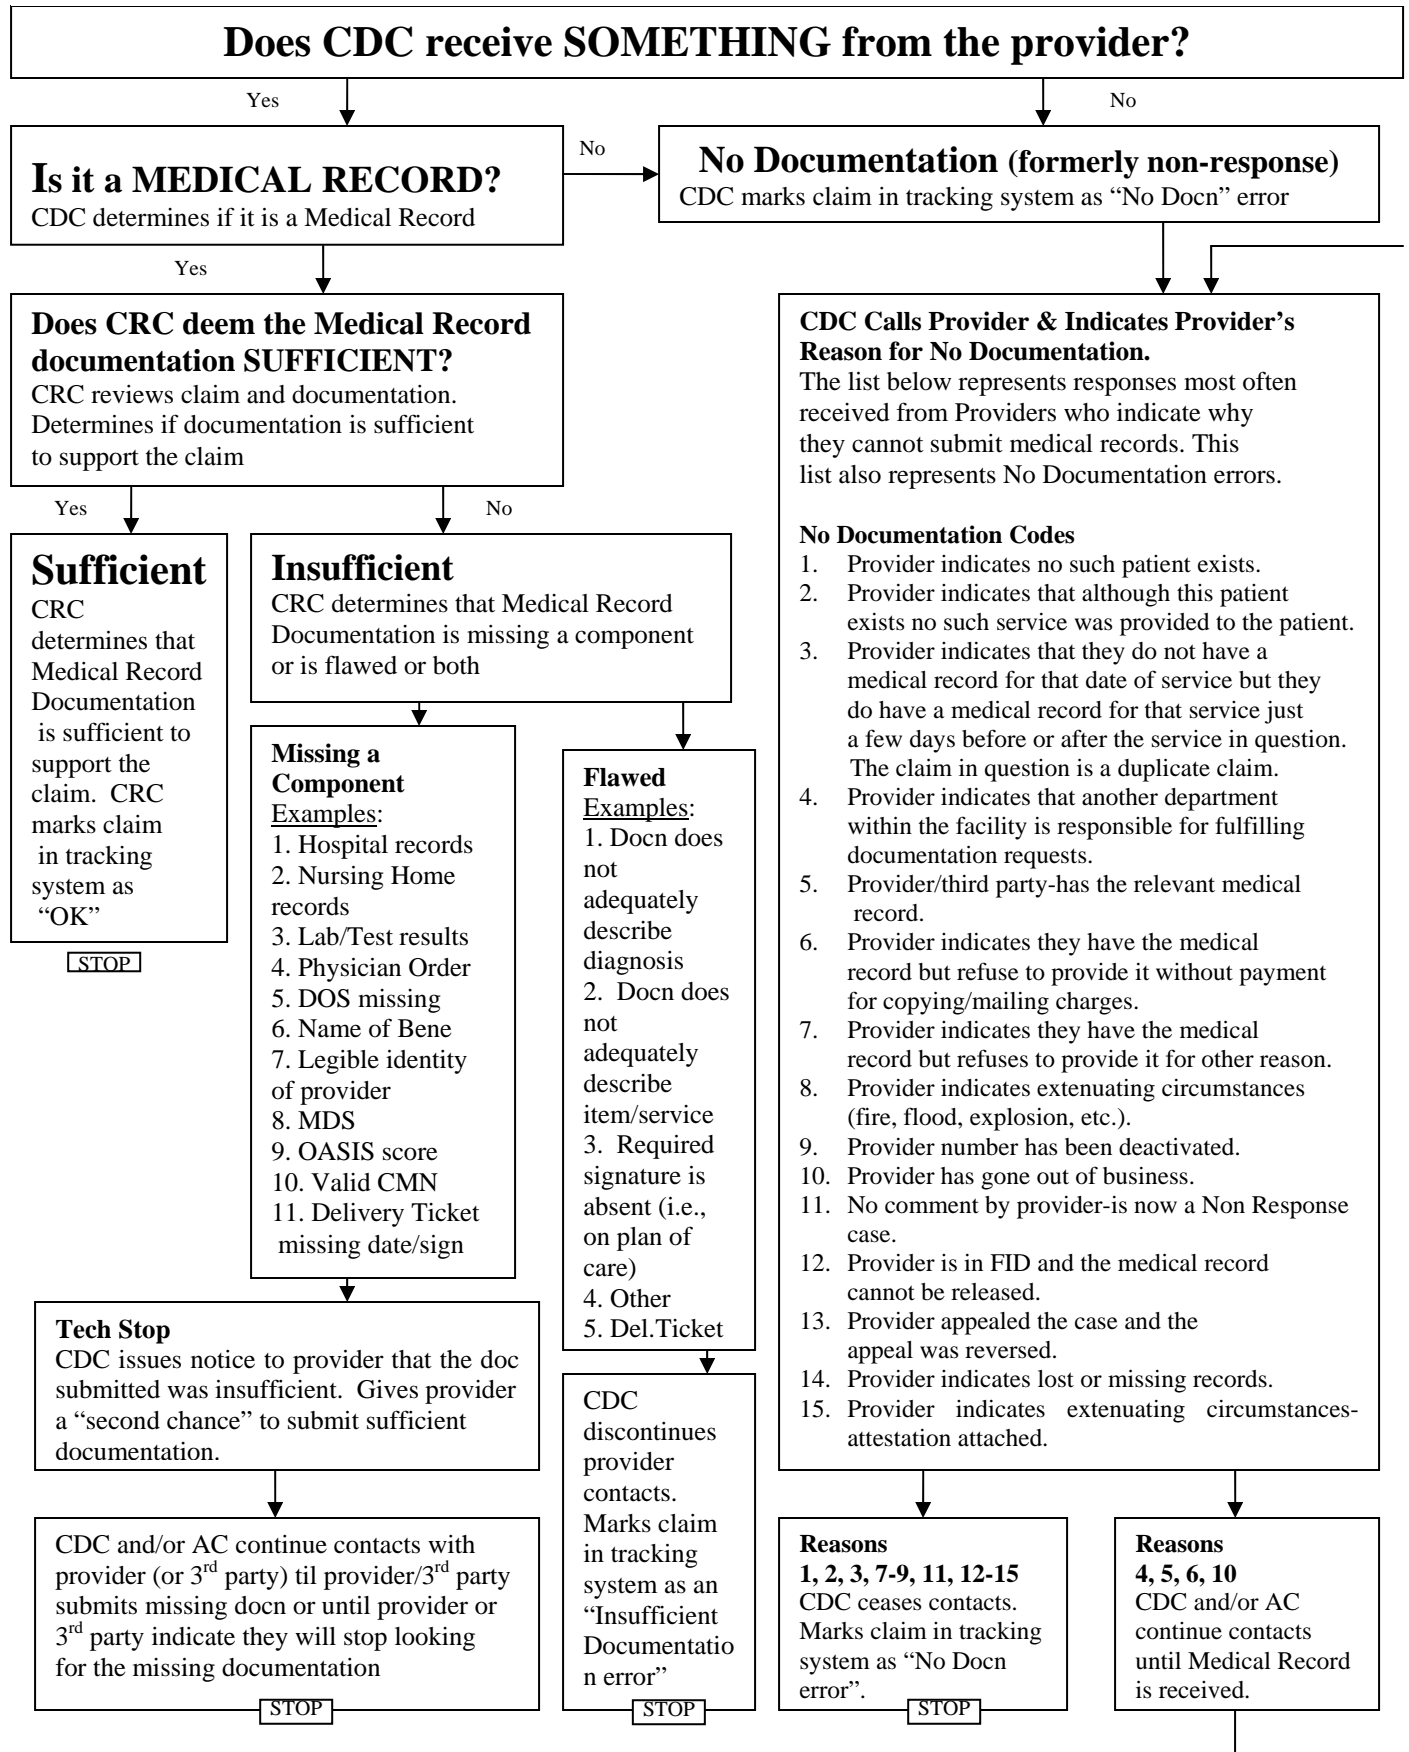 Does CDC receive SOMETHING from the provider?
Yes
No
Is it a MEDICAL RECORD?
CDC determines if it is a Medical Record
No
No Documentation (formerly non-response)
CDC marks claim in tracking system as “No Docn” error
Yes
Does CRC deem the Medical Record
documentation SUFFICIENT?
CRC reviews claim and documentation.
Determines if documentation is sufficient
to support the claim
Yes
No
Sufficient
CRC
determines that
Medical Record
Documentation
is sufficient to
support the
claim.  CRC
marks claim
in tracking
system as
“OK”
STOP
Insufficient
CRC determines that Medical Record
Documentation is missing a component
or is flawed or both
Missing a
Component
Examples:
1. Hospital records
2. Nursing Home
records
3. Lab/Test results
4. Physician Order
5. DOS missing
6. Name of Bene
7. Legible identity
of provider
8. MDS
9. OASIS score
10. Valid CMN
11. Delivery Ticket
missing date/sign
Flawed
Examples:
1. Docn does
not
adequately
describe
diagnosis
2.  Docn does
not
adequately
describe
item/service
3.  Required
signature is
absent (i.e.,
on plan of
care)
4. Other
5. Del.Ticket
Tech Stop
CDC issues notice to provider that the doc
submitted was insufficient.  Gives provider
a “second chance” to submit sufficient
documentation.
CDC and/or AC continue contacts with
provider (or 3rd party) til provider/3rd party
submits missing docn or until provider or
3rd party indicate they will stop looking
for the missing documentation
STOP
CDC
discontinues
provider
contacts.
Marks claim
in tracking
system as an
“Insufficient
Documentatio
n error”
STOP
CDC Calls Provider & Indicates Provider’s
Reason for No Documentation.
The list below represents responses most often
received from Providers who indicate why
they cannot submit medical records. This
list also represents No Documentation errors.
No Documentation Codes
1. Provider indicates no such patient exists.
2. Provider indicates that although this patient
exists no such service was provided to the patient.
3. Provider indicates that they do not have a
medical record for that date of service but they
do have a medical record for that service just
a few days before or after the service in question.
The claim in question is a duplicate claim.
4. Provider indicates that another department
within the facility is responsible for fulfilling
documentation requests.
5. Provider/third party-has the relevant medical
record.
6. Provider indicates they have the medical
record but refuse to provide it without payment
for copying/mailing charges.
7. Provider indicates they have the medical
record but refuses to provide it for other reason.
8. Provider indicates extenuating circumstances
(fire, flood, explosion, etc.).
9. Provider number has been deactivated.
10. Provider has gone out of business.
11. No comment by provider-is now a Non Response
case.
12. Provider is in FID and the medical record
cannot be released.
13. Provider appealed the case and the
appeal was reversed.
14. Provider indicates lost or missing records.
15. Provider indicates extenuating circumstances-
attestation attached.
Reasons
1, 2, 3, 7-9, 11, 12-15
CDC ceases contacts.
Marks claim in tracking
system as “No Docn
error”.
STOP
Reasons
4, 5, 6, 10
CDC and/or AC
continue contacts
until Medical Record
is received.